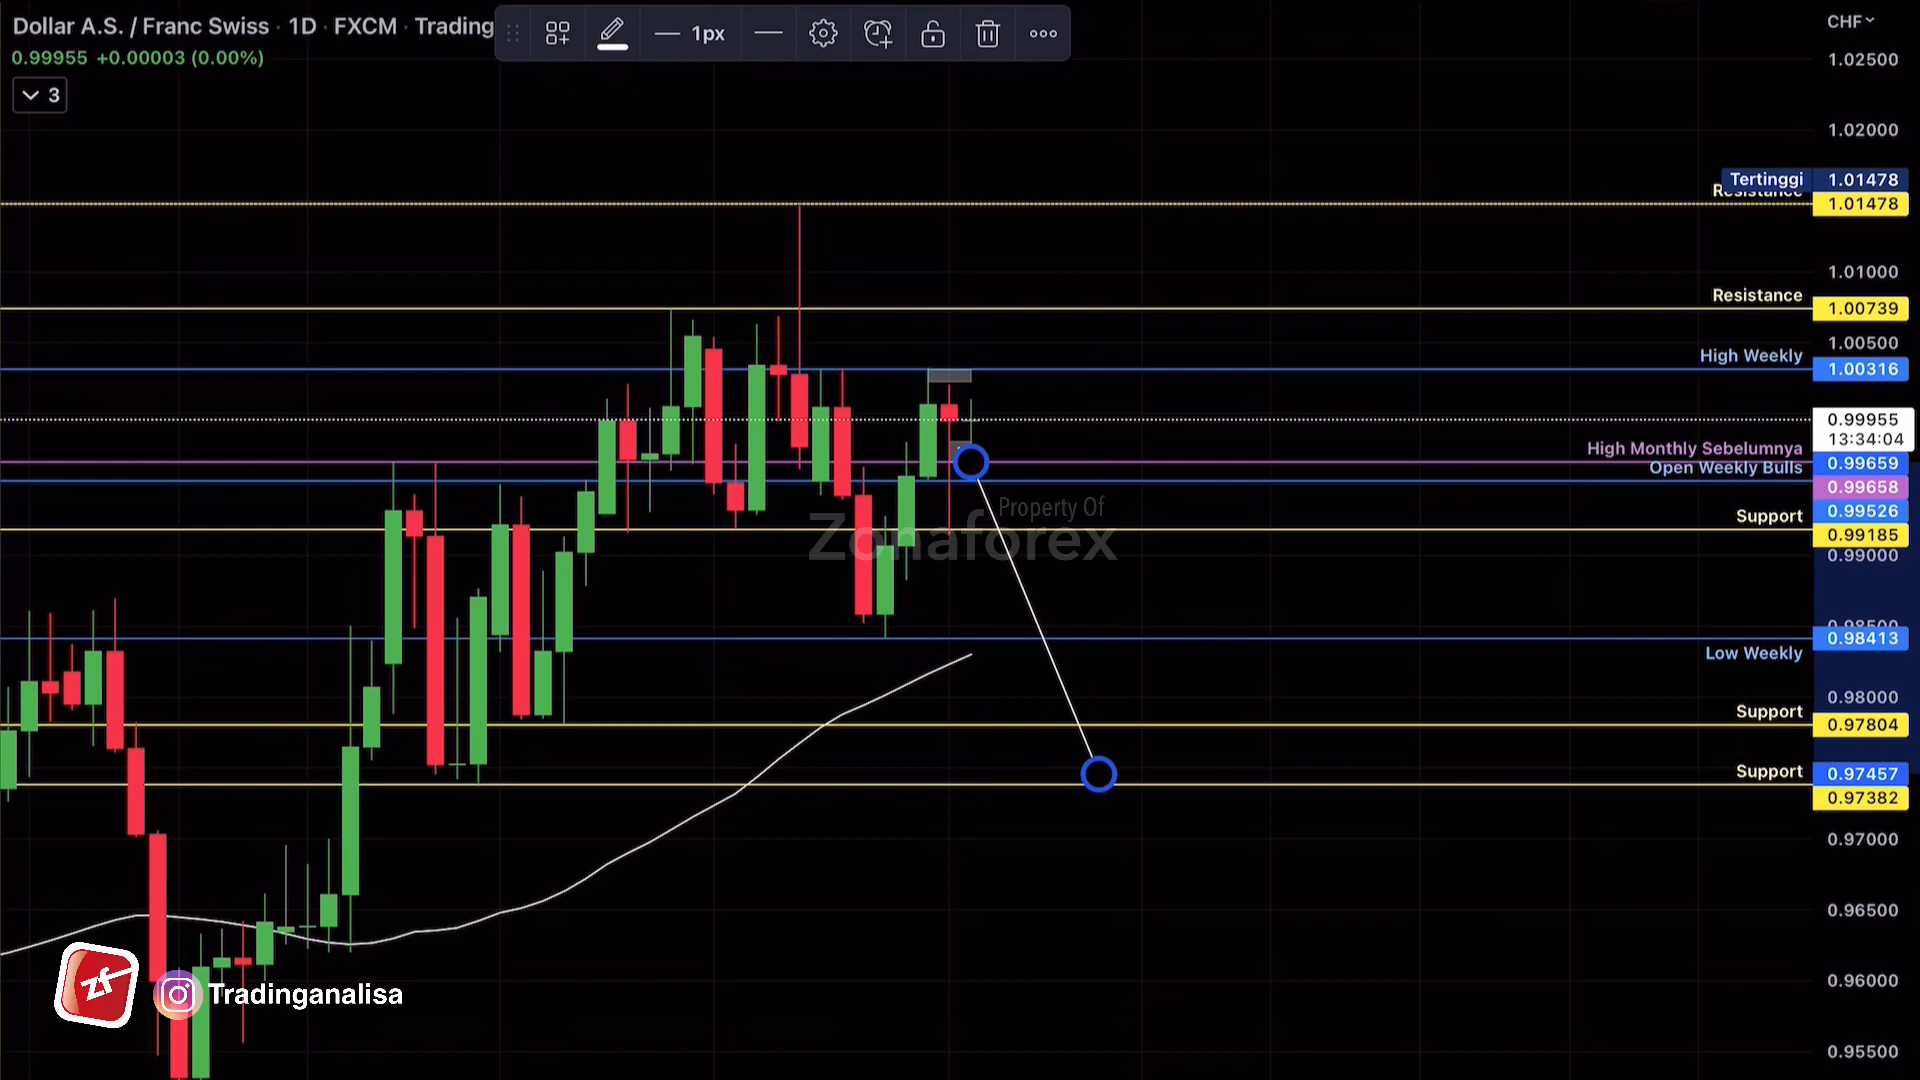 Dollar A.S. / Franc Swiss · 1D · FXCM · Trading
0.99955 +0.00003 (0.00%)
3
1px
CHF
1.02500
1.02000
Tertinggi 1.01478
Resistance 1.01478
1.01000
Resistance
1.00739
1.00500
High Weekly
1.00316
0.99955
13:34:04
High Monthly Sebelumnya
0.99659
Open Weekly Bulls
0.99658
0.99526
Support
0.99185
0.99000
0.98500
0.98413
Low Weekly
0.98000
Support
0.97804
Support
0.97457
0.97382
0.97000
0.96500
0.96000
0.95500
Property Of
Zonaforex
zf
Tradinganalisa